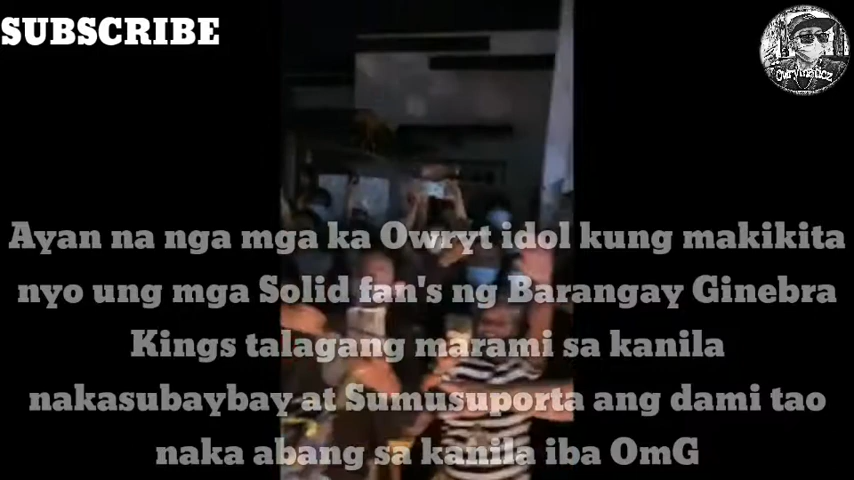 SUBSCRIBE
Owrymaticz
Ayan na nga mga ka Owryt idol kung makikita
nyo ung mga Solid fan's ng Barangay Ginebra
Kings talagang marami sa kanila
nakasubaybay at Sumusuporta ang dami tao
naka abang sa kanila iba OmG